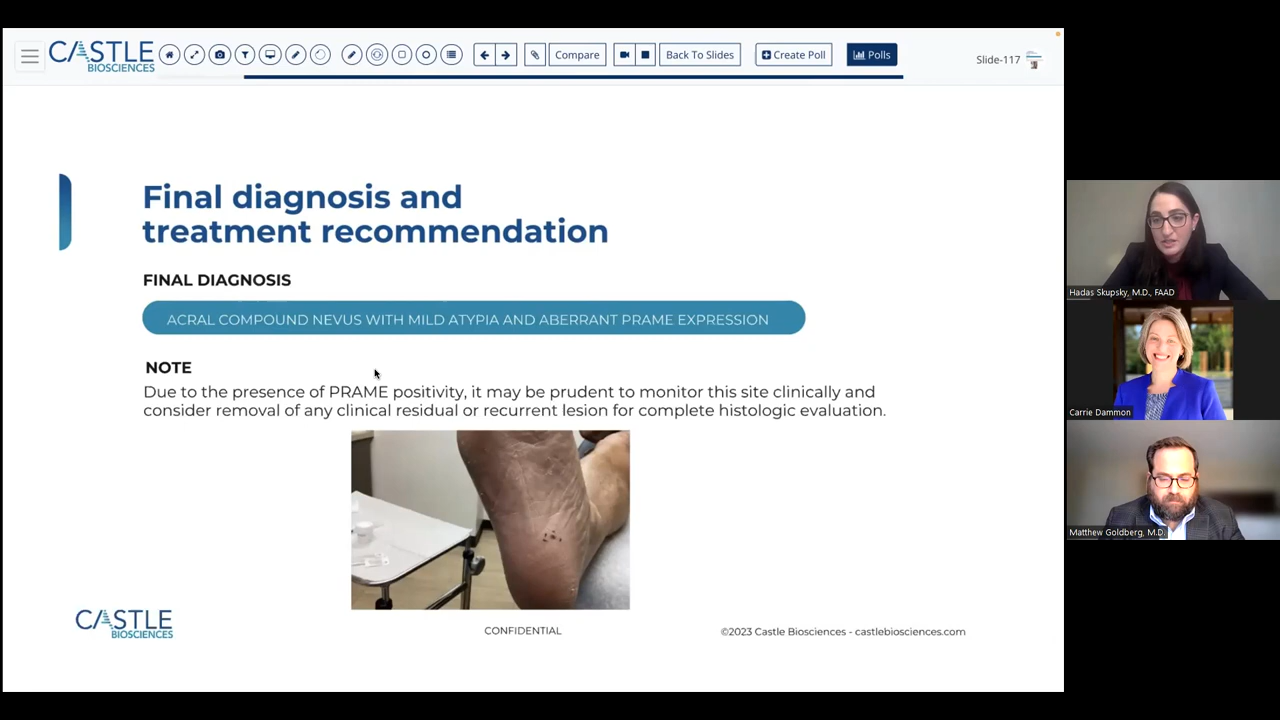 CASTLE
BIOSCIENCES
Compare
Back To Slides
Create Poll
Polls
Slide-117
Final diagnosis and
treatment recommendation
FINAL DIAGNOSIS
ACRAL COMPOUND NEVUS WITH MILD ATYPIA AND ABERRANT PRAME EXPRESSION
NOTE
Due to the presence of PRAME positivity, it may be prudent to monitor this site clinically and
consider removal of any clinical residual or recurrent lesion for complete histologic evaluation.
CASTLE
BIOSCIENCES
CONFIDENTIAL
©2023 Castle Biosciences - castlebiosciences.com
Hadas Skupsky, M.D., FAAD
Carrie Dammon
Matthew Goldberg, M.D.